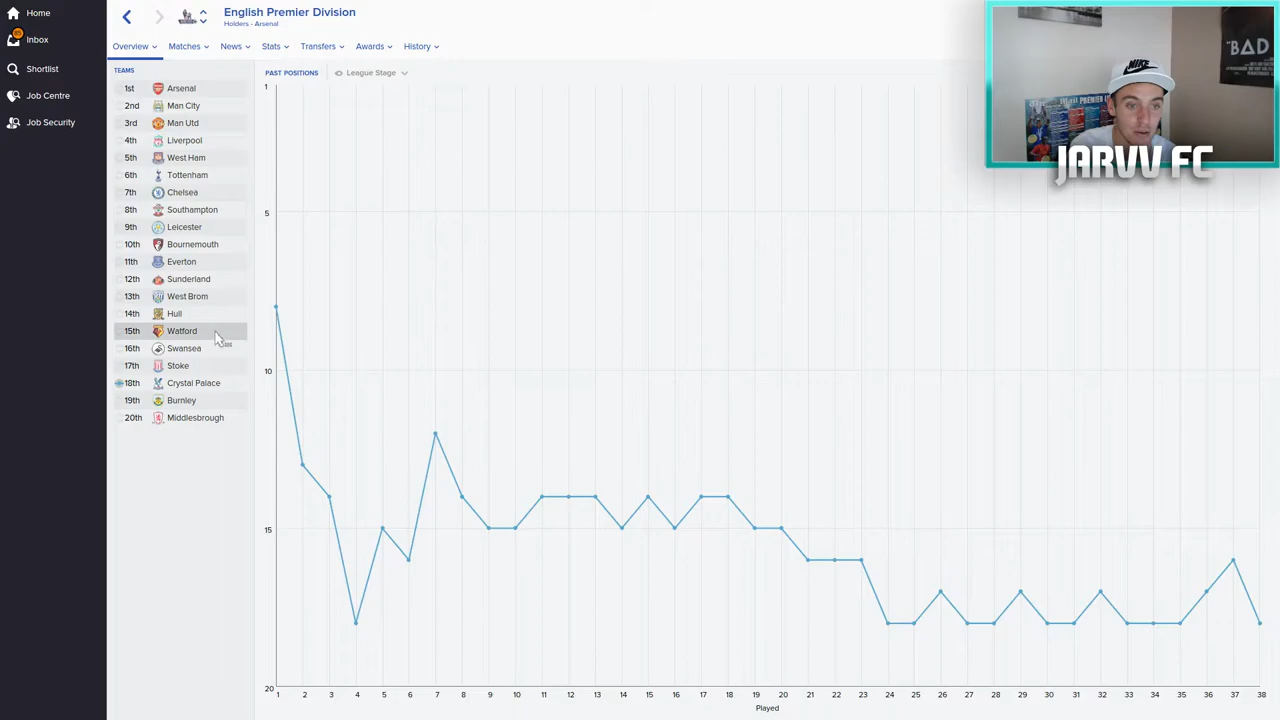 Home
85
Inbox
Shortlist
Job Centre
Job Security
English Premier Division
Holders - Arsenal
Overview
Matches
News
Stats
Transfers
Awards
History
TEAMS
1st Arsenal
2nd Man City
3rd Man Utd
4th Liverpool
5th West Ham
6th Tottenham
7th Chelsea
8th Southampton
9th Leicester
10th Bournemouth
11th Everton
12th Sunderland
13th West Brom
14th Hull
15th Watford
16th Swansea
17th Stoke
18th Crystal Palace
19th Burnley
20th Middlesbrough
PAST POSITIONS
League Stage
1
5
10
15
20
1 2 3 4 5 6 7 8 9 10 11 12 13 14 15 16 17 18 19 20 21 22 23 24 25 26 27 28 29 30 31 32 33 34 35 36 37 38
Played
"BAD
NIKE
JARVV FC